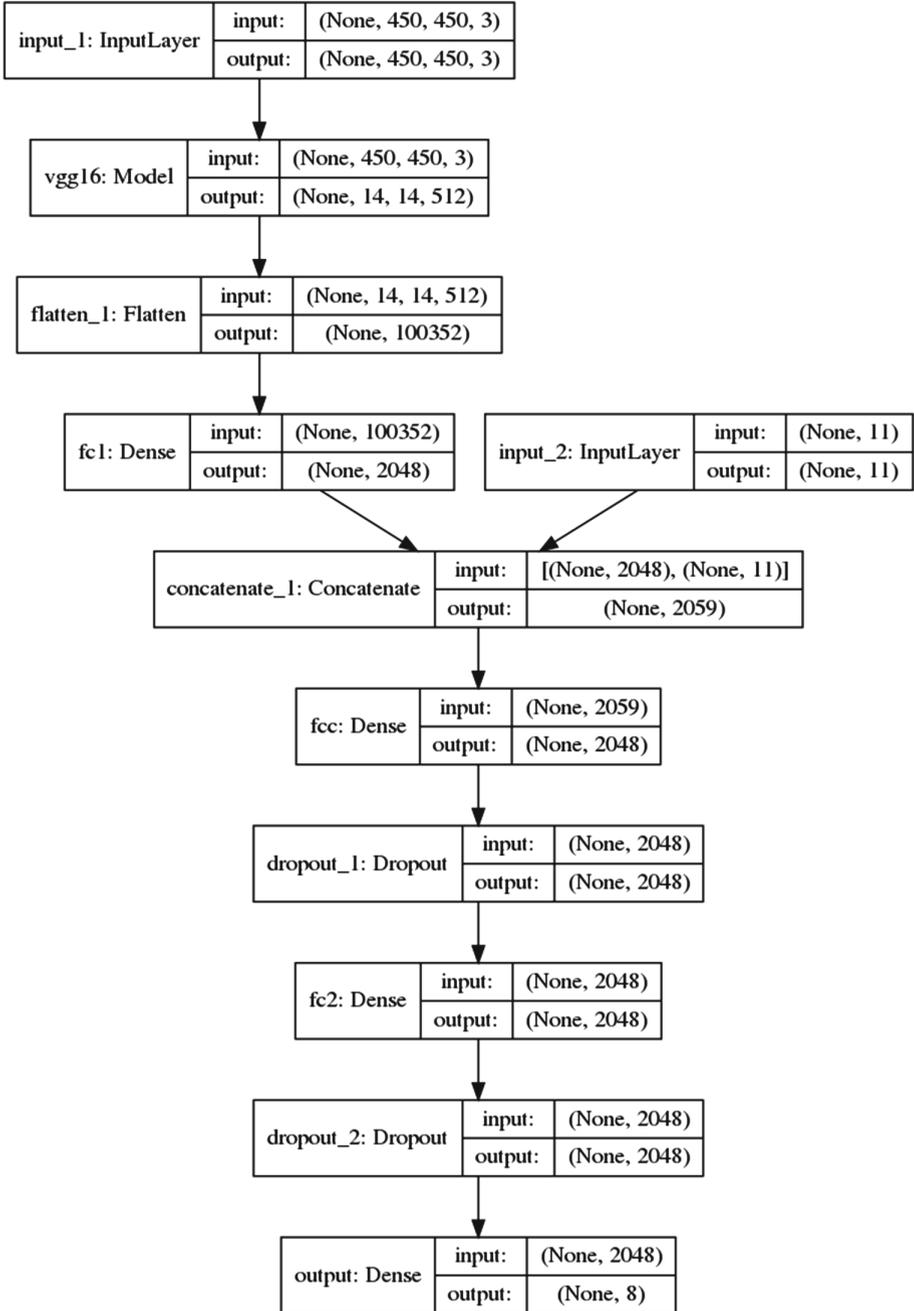 input_1: InputLayer
input: (None, 450, 450, 3)
output: (None, 450, 450, 3)
vgg16: Model
input: (None, 450, 450, 3)
output: (None, 14, 14, 512)
flatten_1: Flatten
input: (None, 14, 14, 512)
output: (None, 100352)
fc1: Dense
input: (None, 100352)
output: (None, 2048)
input_2: InputLayer
input: (None, 11)
output: (None, 11)
concatenate_1: Concatenate
input: [(None, 2048), (None, 11)]
output: (None, 2059)
fcc: Dense
input: (None, 2059)
output: (None, 2048)
dropout_1: Dropout
input: (None, 2048)
output: (None, 2048)
fc2: Dense
input: (None, 2048)
output: (None, 2048)
dropout_2: Dropout
input: (None, 2048)
output: (None, 2048)
output: Dense
input: (None, 2048)
output: (None, 8)